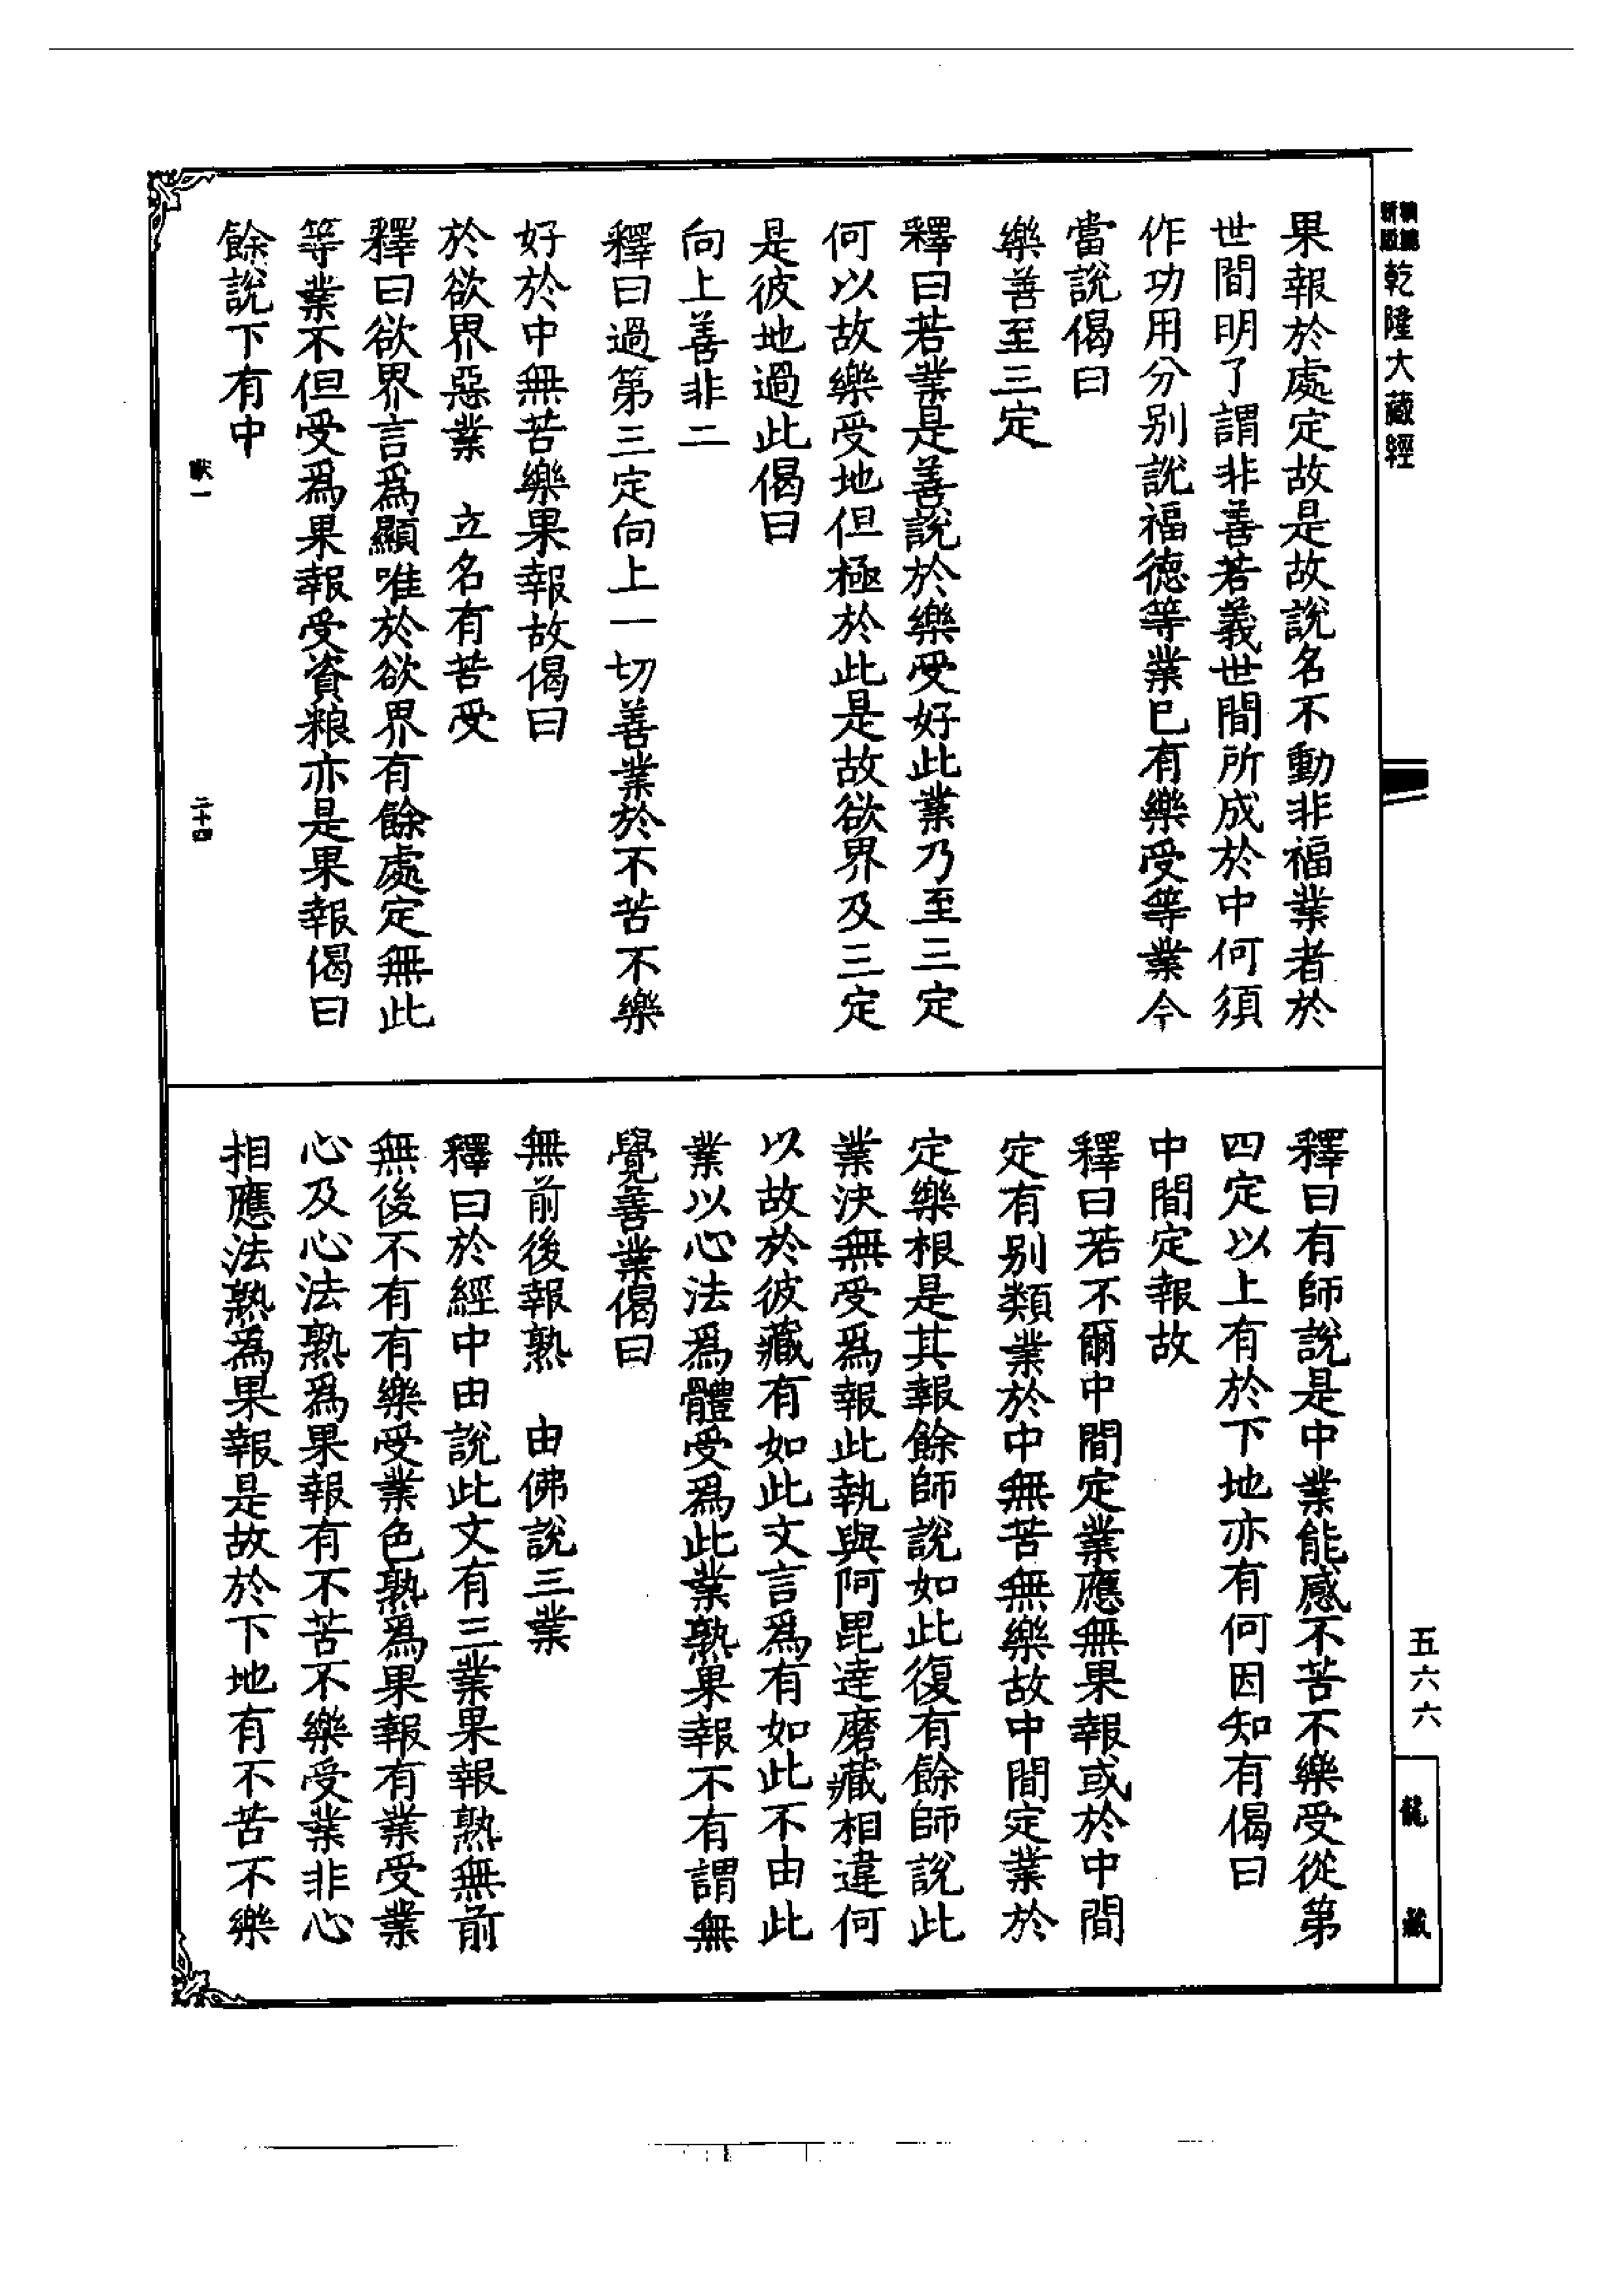 乾隆大藏經
果報於處定故是故說名不動非福業者於
世間明了謂非善若義世間所成於中何須
作功用分别說福德等業已有樂受等業今
當說偈曰
樂善至三定
釋曰若業是善說於樂受好此業乃至三定
何以故樂受地但極於此是故欲界及三定
是彼地過此偈曰
向上善非二
釋曰過第三定向上一切善業於不苦不樂
好於中無苦樂果報故偈曰
於欲界惡業　立名有苦受
釋曰欲界言爲顯唯於欲界有餘處定無此
等業不但受爲果報受資粮亦是果報偈曰
餘說下有中
二十四
釋曰有師說是中業能感不苦不樂受從第
四定以上有於下地亦有何因知有偈曰
中間定報故
釋曰若不爾中間定業應無果報或於中間
定有别類業於中無苦無樂故中間定業於
定樂根是其報餘師說如此復有餘師說此
業決無受爲報此執與阿毘達磨藏相違何
以故於彼藏有如此文言爲有如此不由此
業以心法爲體受爲此業熟果報不有謂無
覺善業偈曰
無前後報熟　由佛說三業
釋曰於經中由說此文有三業果報熟無前
無後不有有樂受業色熟爲果報有業受業
心及心法熟爲果報有不苦不樂受業非心
相應法熟爲果報是故於下地有不苦不樂
五六六
龍藏